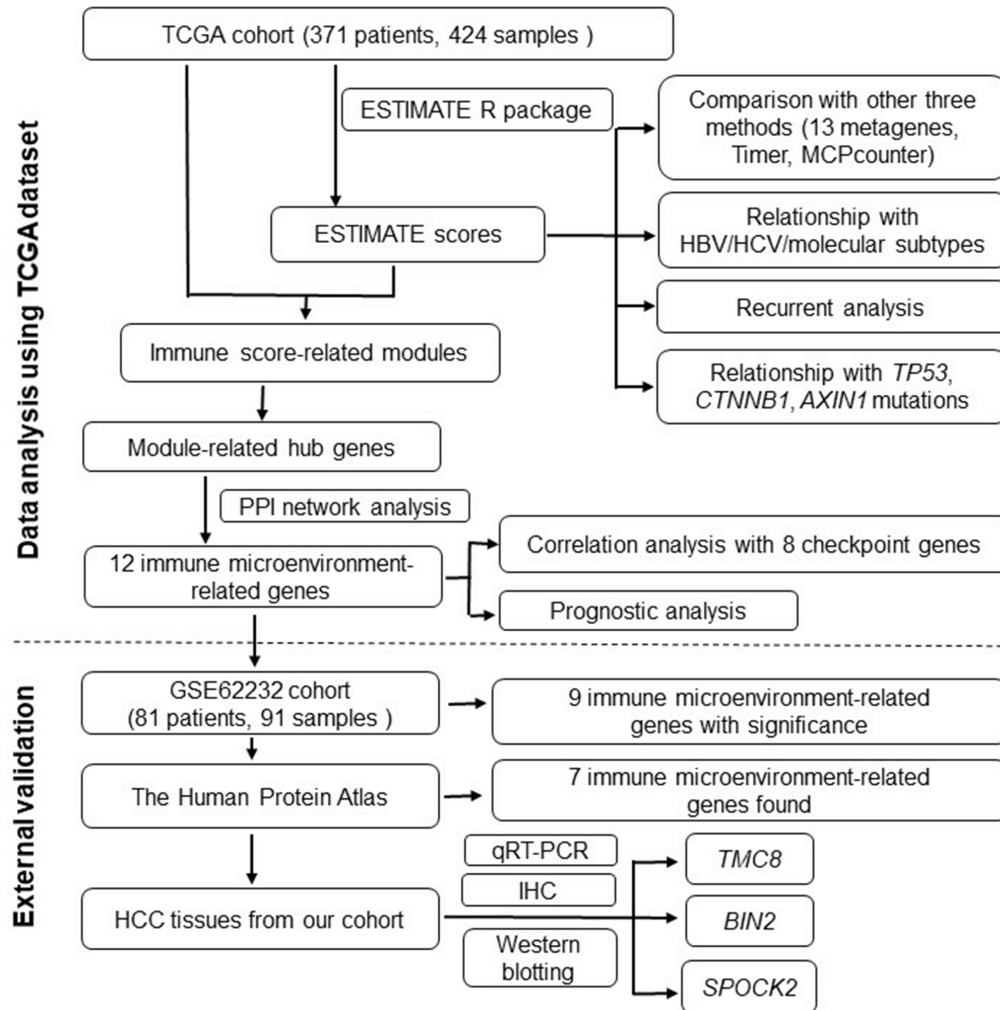 TCGA cohort (371 patients, 424 samples )
ESTIMATE R package
Comparison with other three
methods (13 metagenes,
Timer, MCPcounter)
ESTIMATE scores
Relationship with
HBV/HCV/molecular subtypes
Recurrent analysis
Immune score-related modules
Relationship with TP53,
CTNNB1, AXIN1 mutations
Module-related hub genes
PPI network analysis
12 immune microenvironment-
related genes
Correlation analysis with 8 checkpoint genes
Prognostic analysis
Data analysis using TCGA dataset
GSE62232 cohort
(81 patients, 91 samples )
9 immune microenvironment-related
genes with significance
The Human Protein Atlas
7 immune microenvironment-related
genes found
HCC tissues from our cohort
qRT-PCR
IHC
Western
blotting
TMC8
BIN2
SPOCK2
External validation